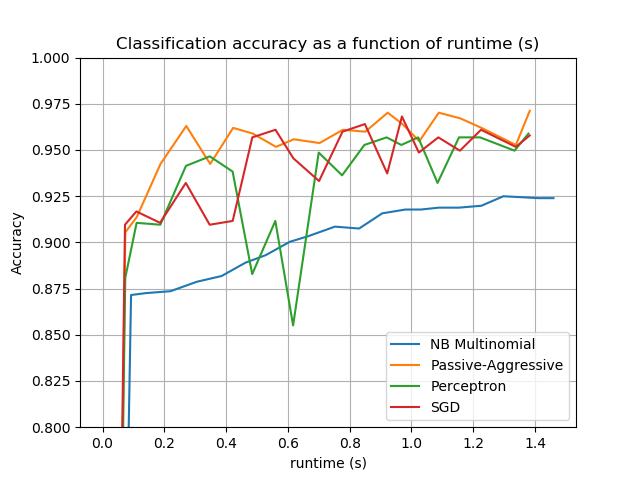 Classification accuracy as a function of runtime (s)
1.000
0.975
0.950
0.925
0.900
0.875
0.850
0.825
0.800
Accuracy
NB Multinomial
Passive-Aggressive
Perceptron
SGD
0.0 0.2 0.4 0.6 0.8 1.0 1.2 1.4
runtime (s)